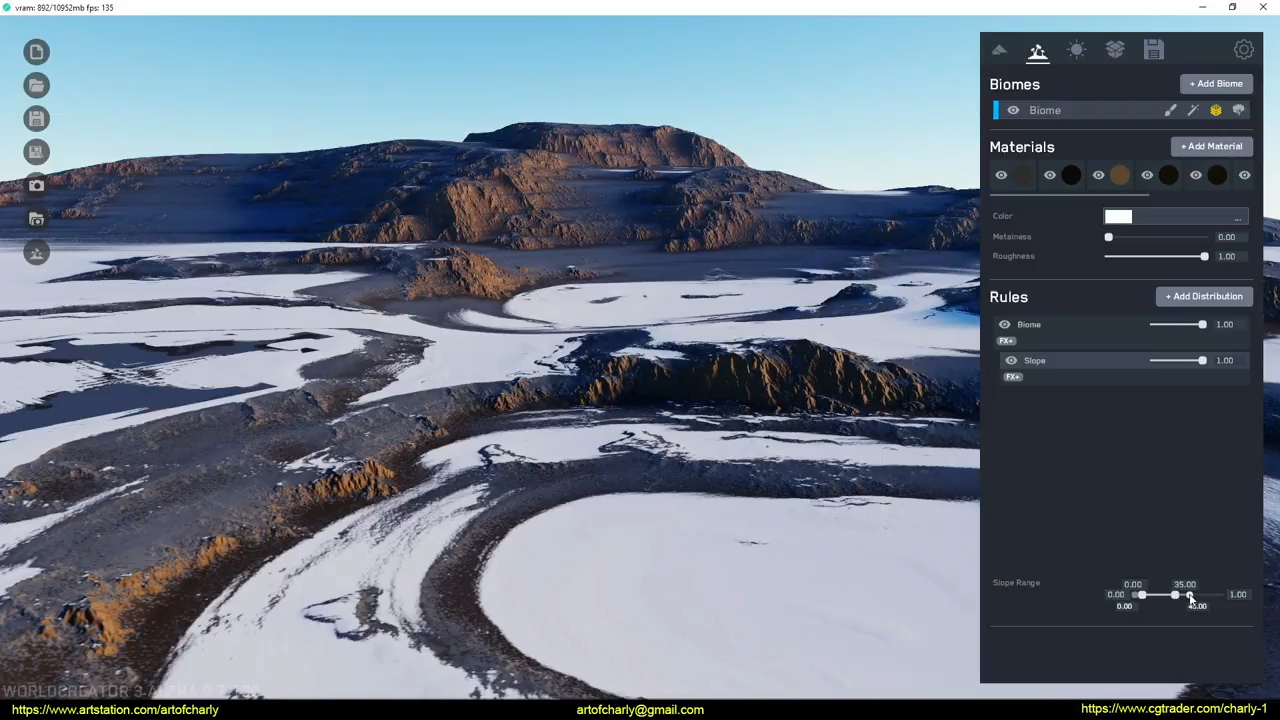 vram: 892/10952mb fps: 135
Biomes
+ Add Biome
Biome
Materials
+ Add Material
Color
...
Metalness
0.00
Roughness
1.00
Rules
+ Add Distribution
Biome
1.00
FX+
Slope
1.00
FX+
Slope Range
0.00 35.00
0.00 1.00
0.00 45.00
https://www.artstation.com/artofcharly
artofcharly@gmail.com
https://www.cgtrader.com/charly-1